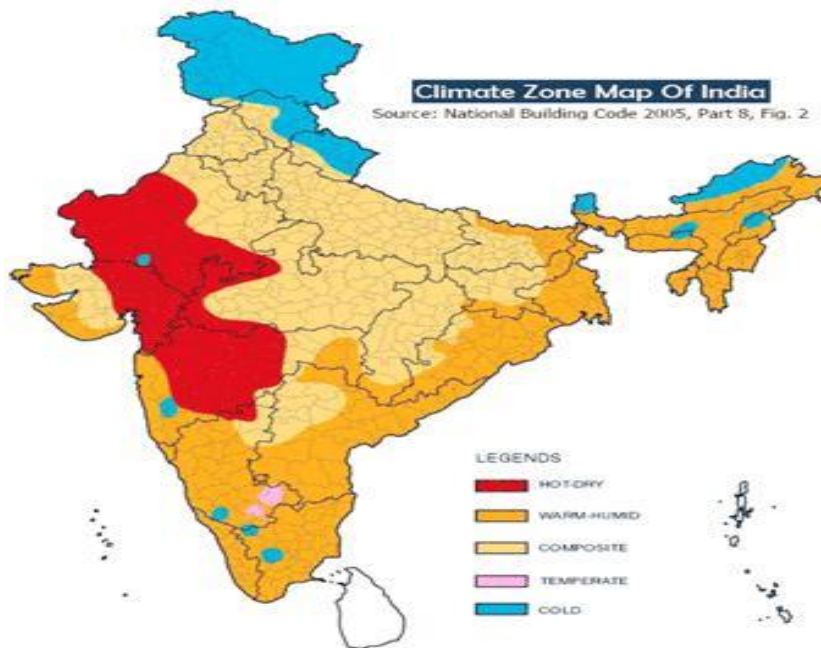 Climate Zone Map Of India
Source: National Building Code 2005, Part 8, Fig. 2
LEGENDS
HOT-DRY
WARM-HUMID
COMPOSITE
TEMPERATE
COLD